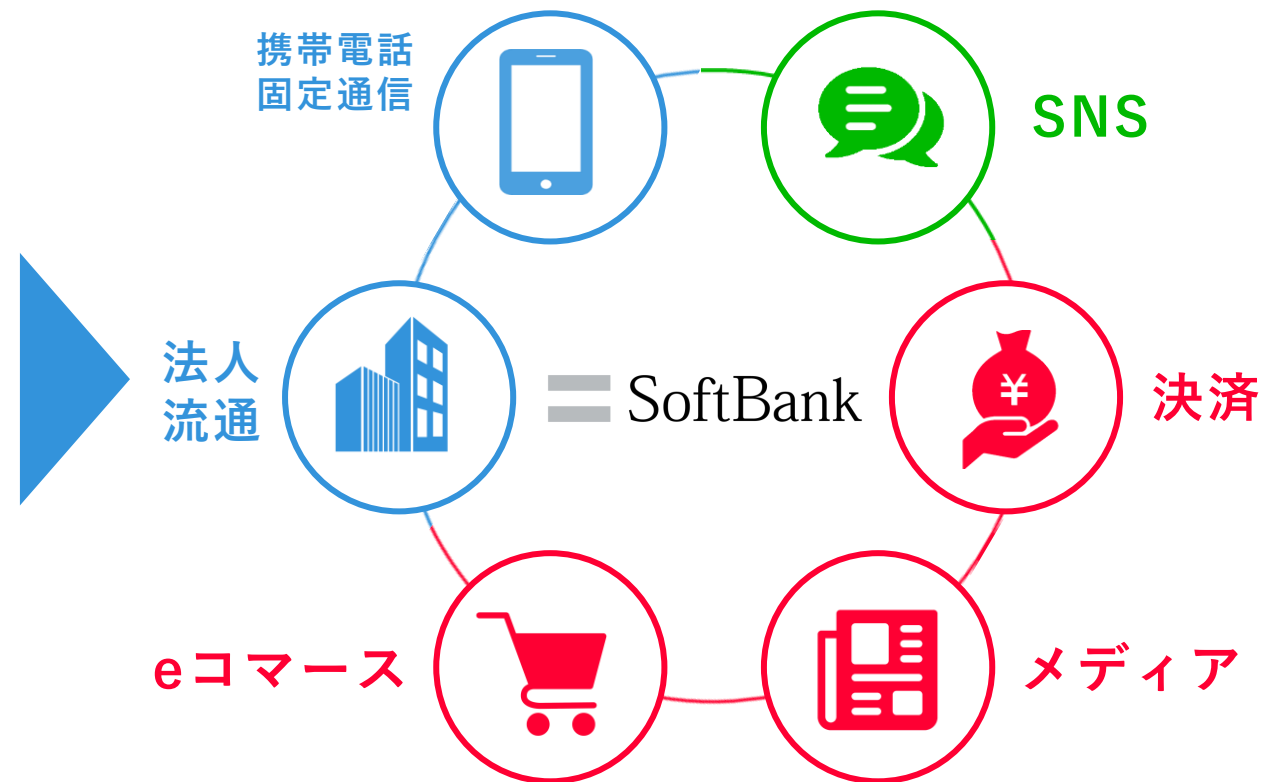 携帯電話
固定通信
SNS
法人
流通
SoftBank
¥
決済
eコマース
メディア